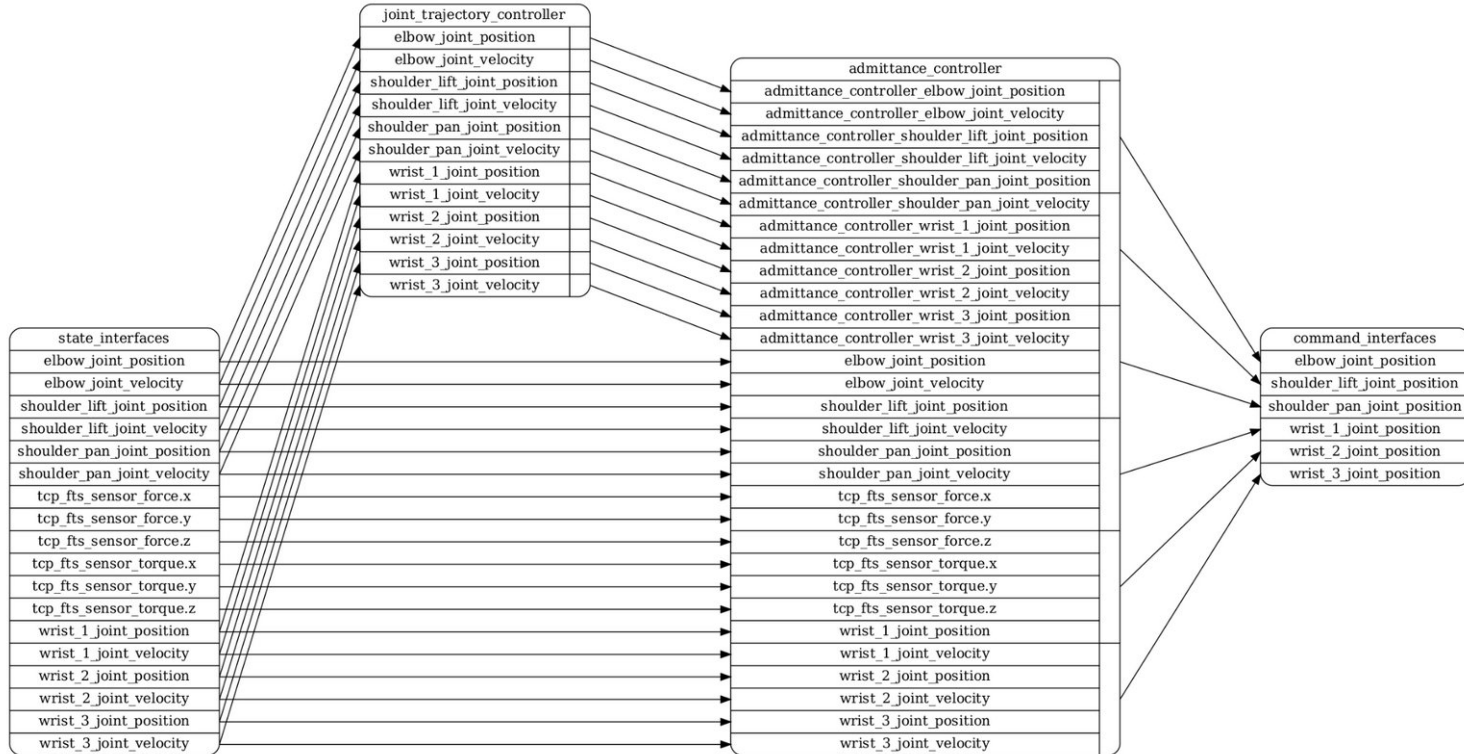 joint_trajectory_controller
elbow_joint_position
elbow_joint_velocity
shoulder_lift_joint_position
shoulder_lift_joint_velocity
shoulder_pan_joint_position
shoulder_pan_joint_velocity
wrist_1_joint_position
wrist_1_joint_velocity
wrist_2_joint_position
wrist_2_joint_velocity
wrist_3_joint_position
wrist_3_joint_velocity
state_interfaces
elbow_joint_position
elbow_joint_velocity
shoulder_lift_joint_position
shoulder_lift_joint_velocity
shoulder_pan_joint_position
shoulder_pan_joint_velocity
tcp_fts_sensor_force.x
tcp_fts_sensor_force.y
tcp_fts_sensor_force.z
tcp_fts_sensor_torque.x
tcp_fts_sensor_torque.y
tcp_fts_sensor_torque.z
wrist_1_joint_position
wrist_1_joint_velocity
wrist_2_joint_position
wrist_2_joint_velocity
wrist_3_joint_position
wrist_3_joint_velocity
admittance_controller
admittance_controller_elbow_joint_position
admittance_controller_elbow_joint_velocity
admittance_controller_shoulder_lift_joint_position
admittance_controller_shoulder_lift_joint_velocity
admittance_controller_shoulder_pan_joint_position
admittance_controller_shoulder_pan_joint_velocity
admittance_controller_wrist_1_joint_position
admittance_controller_wrist_1_joint_velocity
admittance_controller_wrist_2_joint_position
admittance_controller_wrist_2_joint_velocity
admittance_controller_wrist_3_joint_position
admittance_controller_wrist_3_joint_velocity
elbow_joint_position
elbow_joint_velocity
shoulder_lift_joint_position
shoulder_lift_joint_velocity
shoulder_pan_joint_position
shoulder_pan_joint_velocity
tcp_fts_sensor_force.x
tcp_fts_sensor_force.y
tcp_fts_sensor_force.z
tcp_fts_sensor_torque.x
tcp_fts_sensor_torque.y
tcp_fts_sensor_torque.z
wrist_1_joint_position
wrist_1_joint_velocity
wrist_2_joint_position
wrist_2_joint_velocity
wrist_3_joint_position
wrist_3_joint_velocity
command_interfaces
elbow_joint_position
shoulder_lift_joint_position
shoulder_pan_joint_position
wrist_1_joint_position
wrist_2_joint_position
wrist_3_joint_position